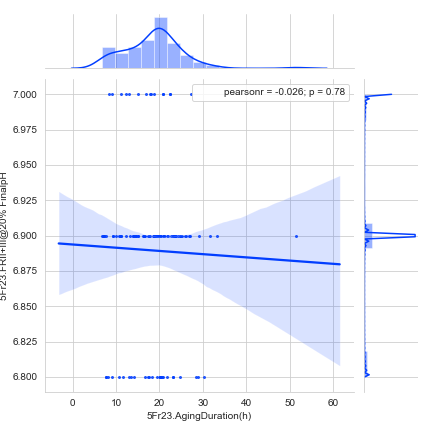 pearsonr = -0.026; p = 0.78
7.000
6.975
6.950
6.925
6.900
6.875
6.850
6.825
6.800
5Fr23.FR(I+III@20% FinalpH
0 10 20 30 40 50 60
5Fr23.AgingDuration(h)